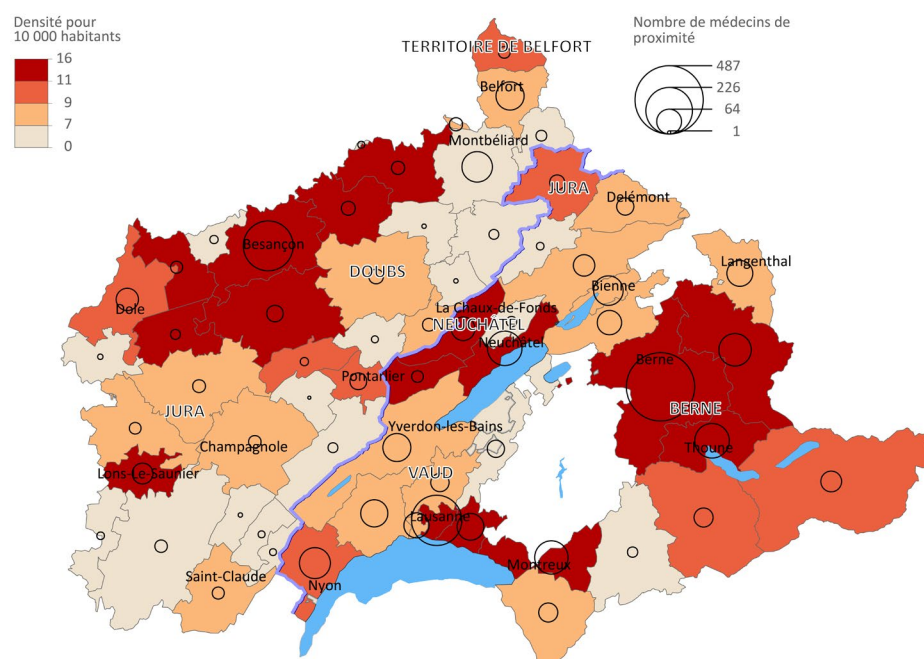 Densité pour
10 000 habitants
16
11
9
7
0
Nombre de médecins de
proximité
487
226
64
1
TERRITOIRE DE BELFORT
Belfort
Montbéliard
JURA
Delémont
Besançon
DOUBS
Langenthal
Bienne
Dole
La Chaux-de-Fonds
NEUCHÂTEL
Neuchâtel
Berne
Pontarlier
JURA
BERNE
Yverdon-les-Bains
Champagnole
Thoune
VAUD
Lons-Le-Saunier
Lausanne
Montreux
Saint-Claude
Nyon